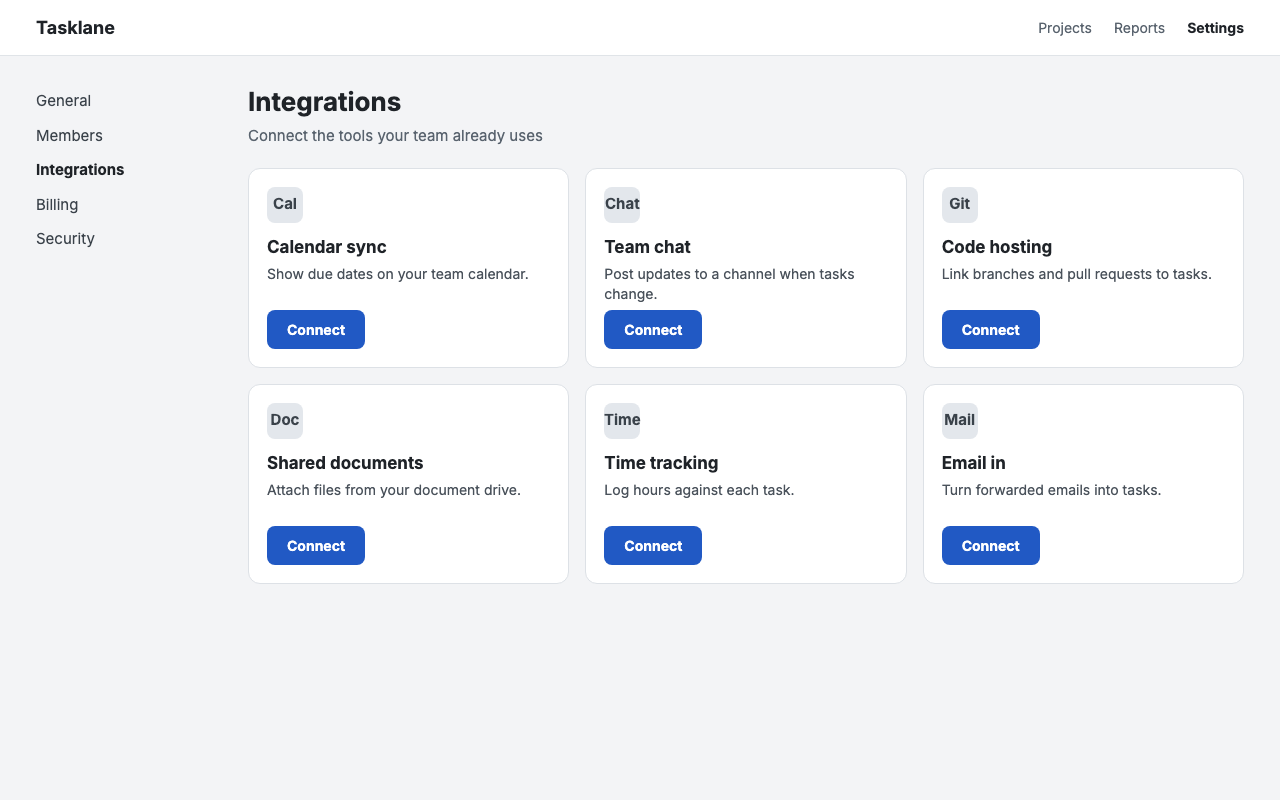 Tasklane
Projects
Reports
Settings
General
Members
Integrations
Billing
Security
Integrations
Connect the tools your team already uses
Cal
Calendar sync
Show due dates on your team calendar.
Connect
Chat
Team chat
Post updates to a channel when tasks
change.
Connect
Git
Code hosting
Link branches and pull requests to tasks.
Connect
Doc
Shared documents
Attach files from your document drive.
Connect
Time
Time tracking
Log hours against each task.
Connect
Mail
Email in
Turn forwarded emails into tasks.
Connect